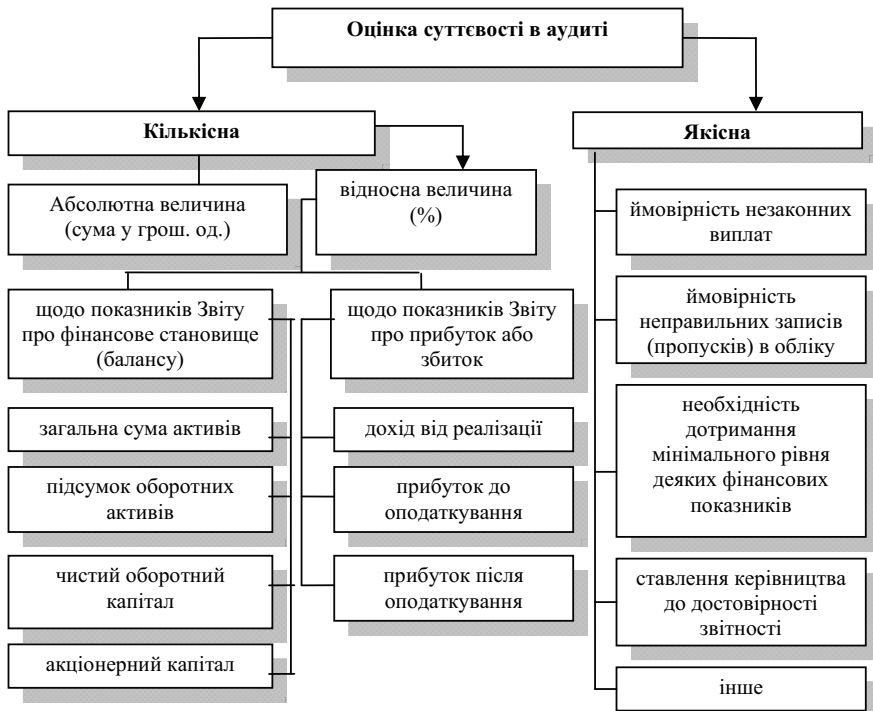 Оцінка суттєвості в аудиті
Кількісна
Якісна
Абсолютна величина
(сума у грош. од.)
відносна величина
(%)
щодо показників Звіту
про фінансове становище
(балансу)
щодо показників Звіту
про прибуток або
збиток
загальна сума активів
дохід від реалізації
підсумок оборотних
активів
прибуток до
оподаткування
чистий оборотний
капітал
прибуток після
оподаткування
акціонерний капітал
ймовірність незаконних
виплат
ймовірність
неправильних записів
(пропусків) в обліку
необхідність
дотримання
мінімального рівня
деяких фінансових
показників
ставлення керівництва
до достовірності
звітності
інше